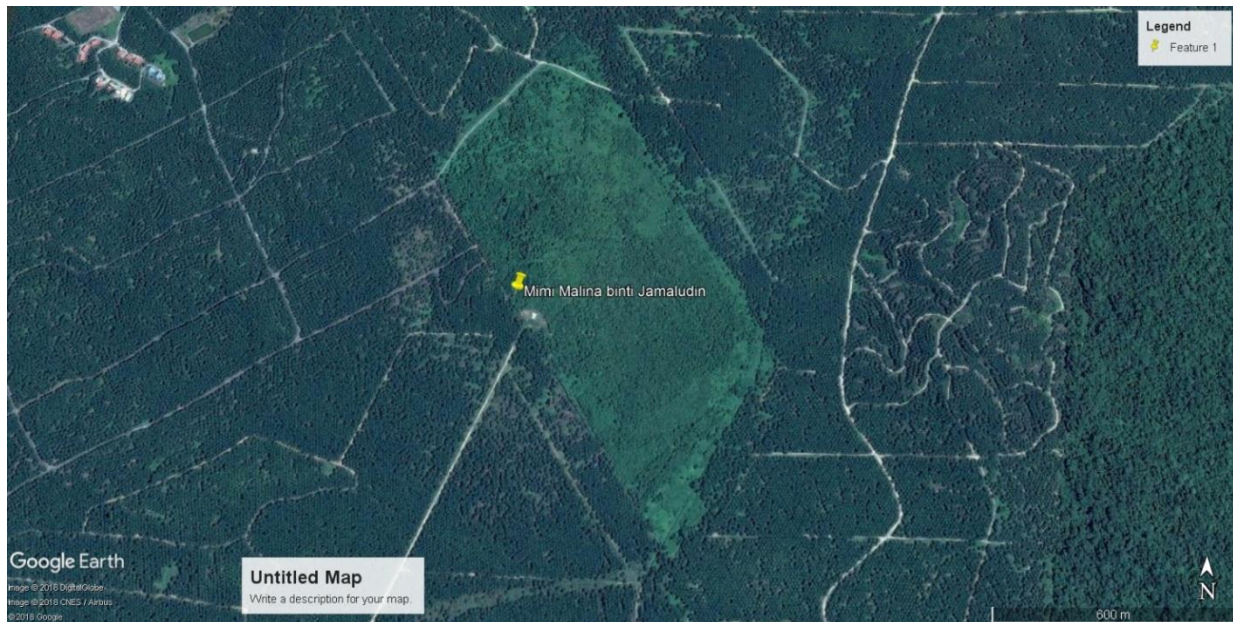 Legend
Feature 1
Mimi Malina binti Jamaludin
Google Earth
Image © 2018 DigitalGlobe
Image © 2018 CNES / Airbus
© 2018 Google
Untitled Map
Write a description for your map.
N
600 m